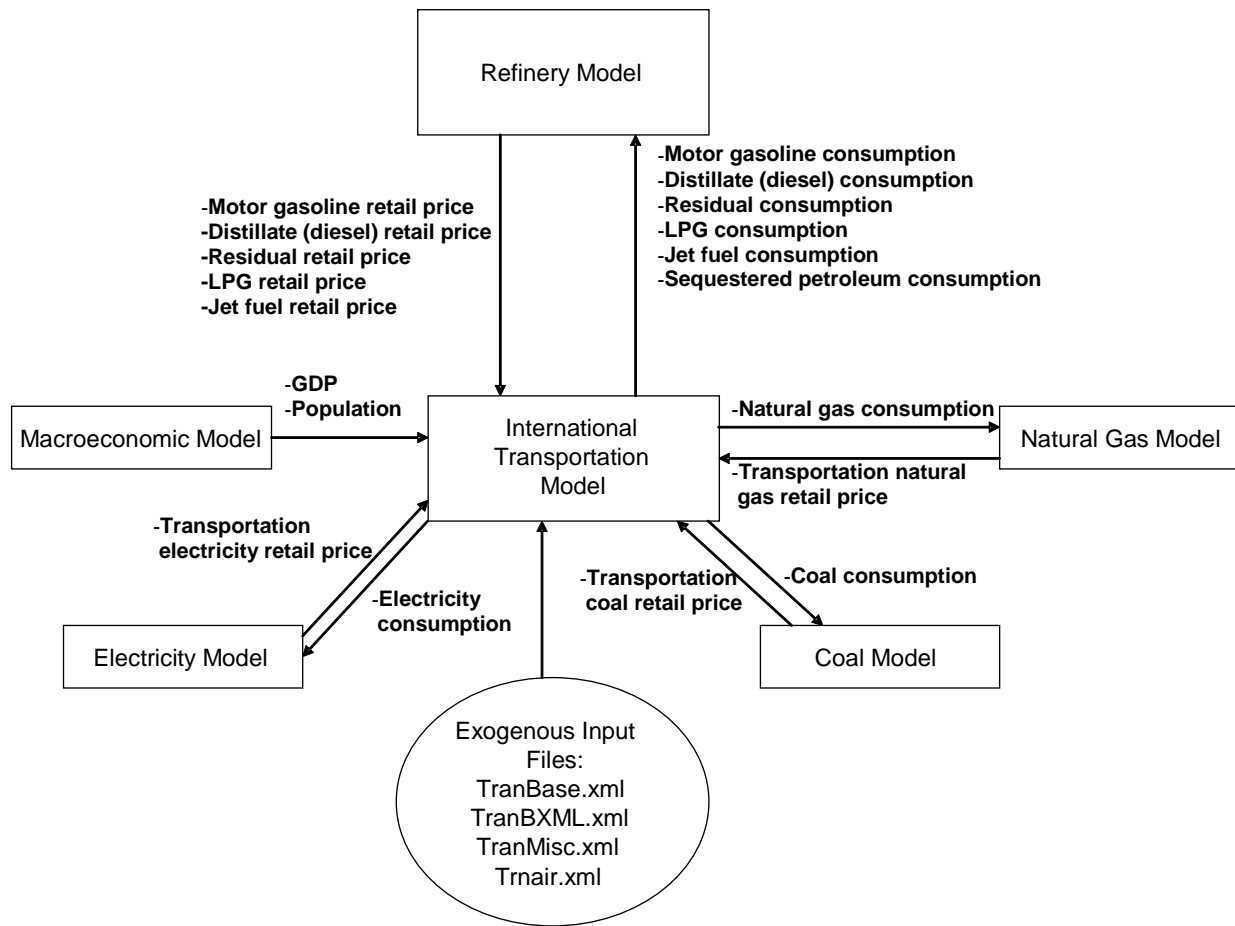 Refinery Model
-Motor gasoline retail price
-Distillate (diesel) retail price
-Residual retail price
-LPG retail price
-Jet fuel retail price
-Motor gasoline consumption
-Distillate (diesel) consumption
-Residual consumption
-LPG consumption
-Jet fuel consumption
-Sequestered petroleum consumption
Macroeconomic Model
-GDP
-Population
International
Transportation
Model
-Natural gas consumption
-Transportation natural
gas retail price
Natural Gas Model
-Transportation
electricity retail price
-Electricity
consumption
Electricity Model
-Transportation
coal retail price
-Coal consumption
Coal Model
Exogenous Input
Files:
TranBase.xml
TranBXML.xml
TranMisc.xml
Trnair.xml